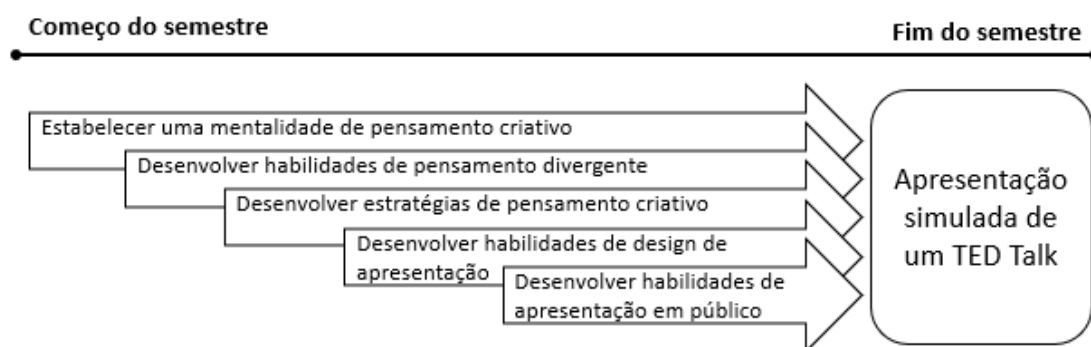 Começo do semestre
Fim do semestre
Estabelecer uma mentalidade de pensamento criativo
Desenvolver habilidades de pensamento divergente
Desenvolver estratégias de pensamento criativo
Desenvolver habilidades de design de
apresentação
Desenvolver habilidades de
apresentação em público
Apresentação
simulada de
um TED Talk